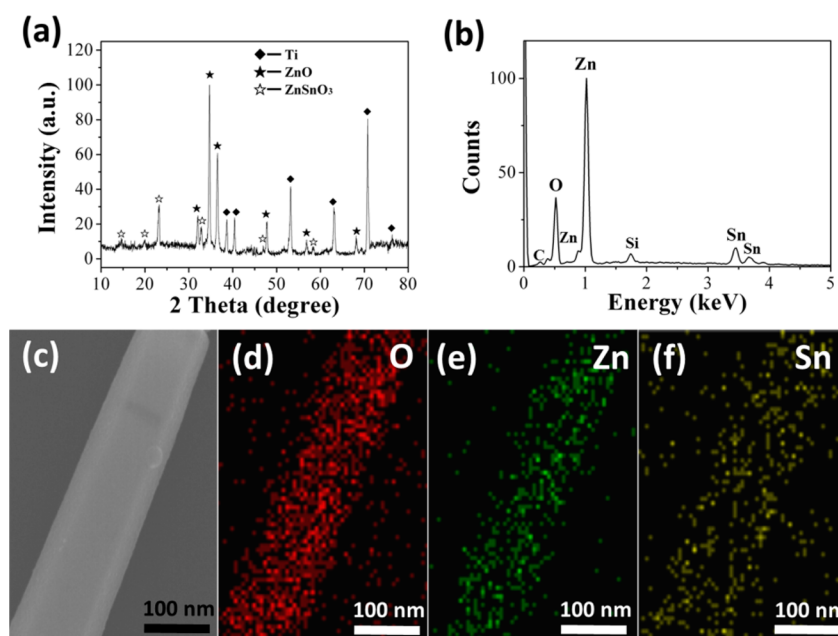 (a)
120
100
80
60
40
20
0
Intensity (a.u.)
◆ Ti
★ ZnO
☆ ZnSnO₃
10 20 30 40 50 60 70 80
2 Theta (degree)
(b)
100
50
0
Counts
Zn
O
Zn
C
Si
Sn
Sn
0 1 2 3 4 5
Energy (keV)
(c)
100 nm
(d) O
100 nm
(e) Zn
100 nm
(f) Sn
100 nm